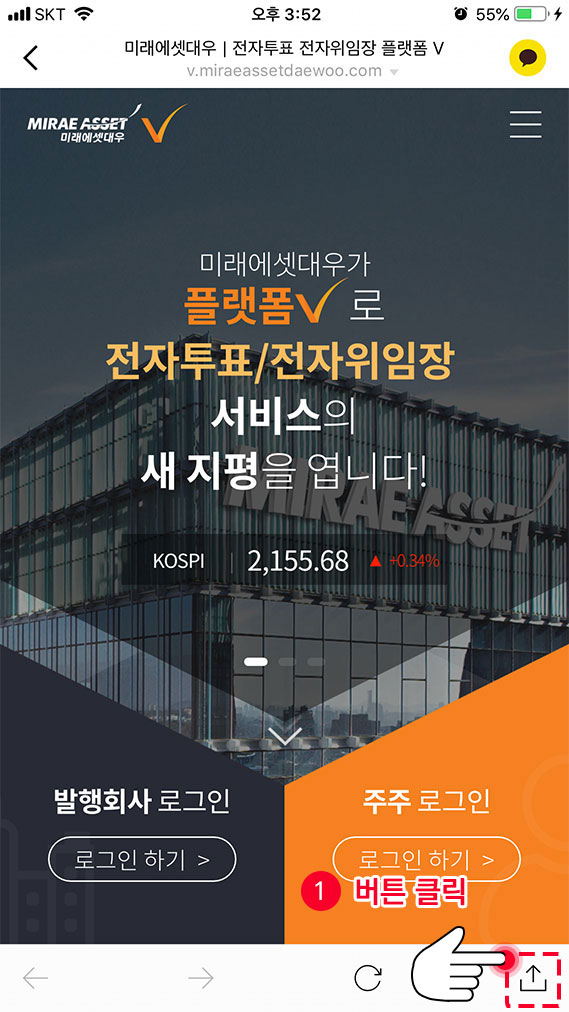 SKT 오후 3:52 55%
미래에셋대우 | 전자투표 전자위임장 플랫폼 V
v.miraeassetdaewoo.com
MIRAE ASSET
미래에셋대우
미래에셋대우가
플랫폼V 로
전자투표/전자위임장
서비스의
새 지평을 엽니다!
MIRAE ASSET
KOSPI | 2,155.68 ▲ +0.34%
발행회사 로그인
로그인 하기 >
주주 로그인
로그인 하기 >
1 버튼 클릭